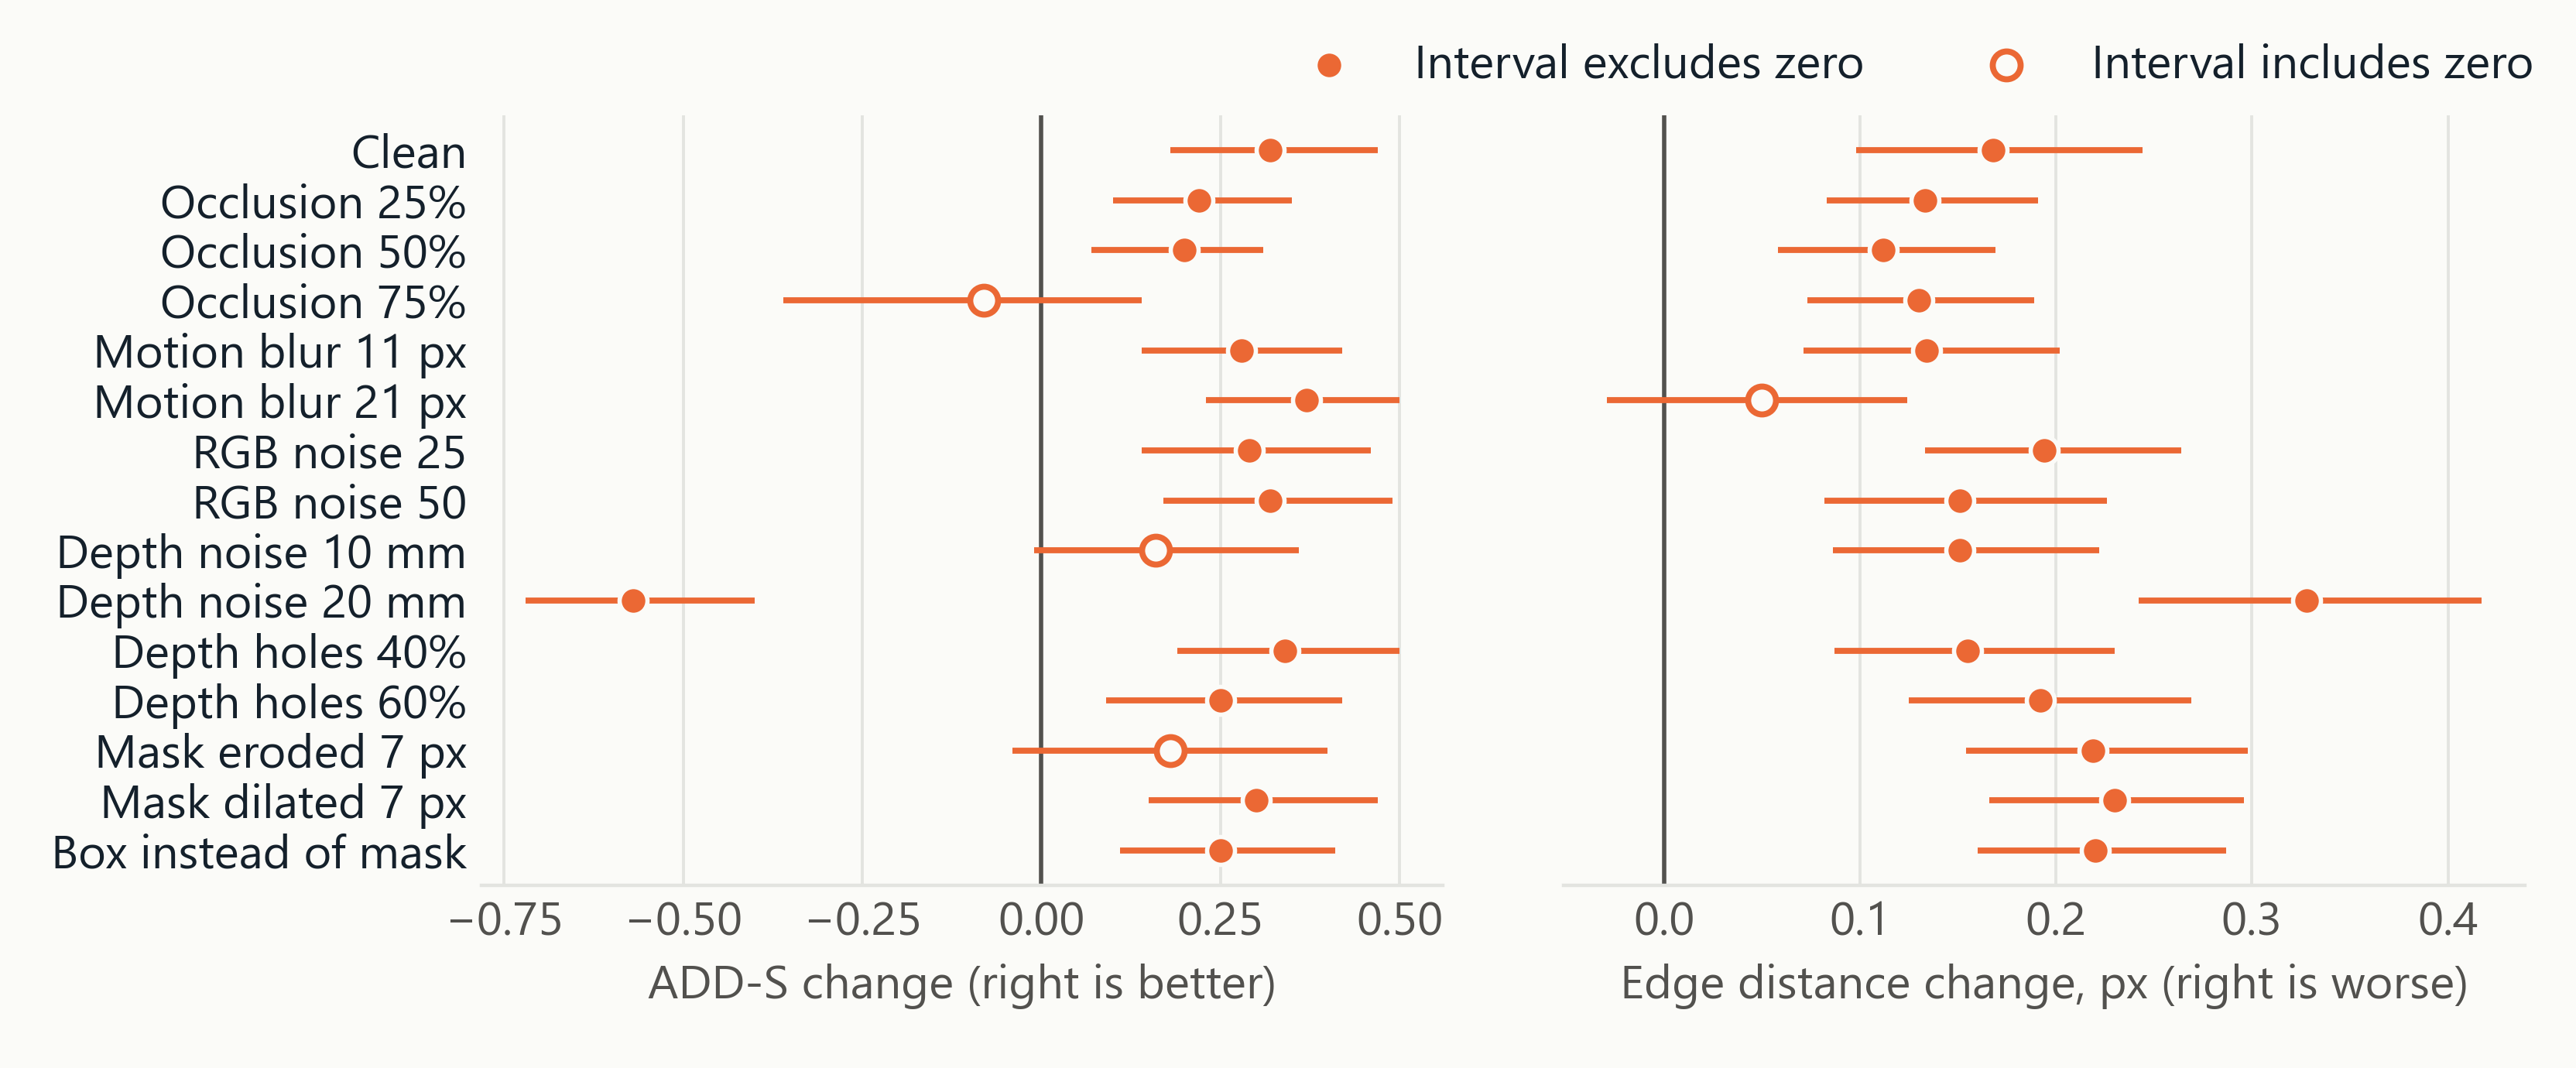 Interval excludes zero
Interval includes zero
Clean
Occlusion 25%
Occlusion 50%
Occlusion 75%
Motion blur 11 px
Motion blur 21 px
RGB noise 25
RGB noise 50
Depth noise 10 mm
Depth noise 20 mm
Depth holes 40%
Depth holes 60%
Mask eroded 7 px
Mask dilated 7 px
Box instead of mask
−0.75 −0.50 −0.25 0.00 0.25 0.50
ADD-S change (right is better)
0.0 0.1 0.2 0.3 0.4
Edge distance change, px (right is worse)